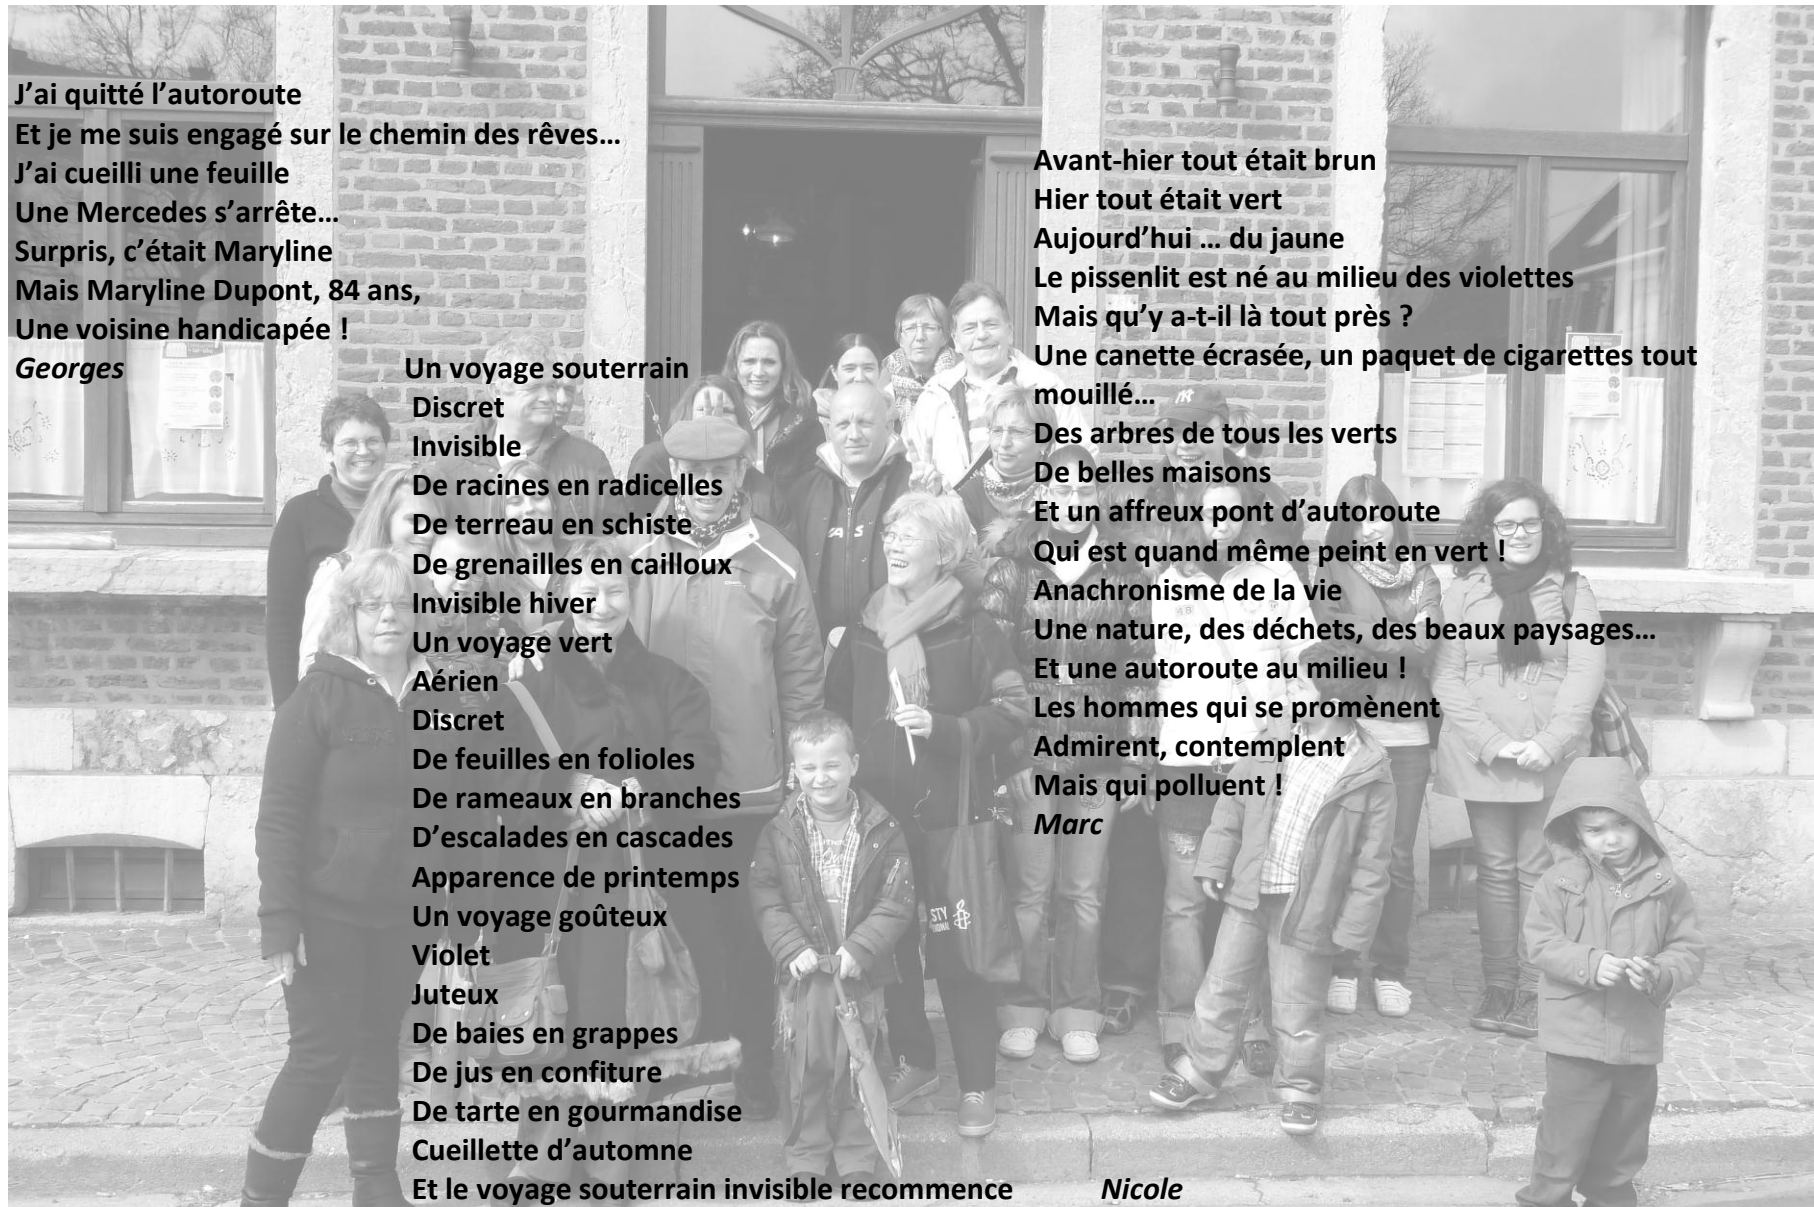 J’ai quitté l’autoroute
Et je me suis engagé sur le chemin des rêves…
J’ai cueilli une feuille
Une Mercedes s’arrête…
Surpris, c’était Maryline
Mais Maryline Dupont, 84 ans,
Une voisine handicapée !
Georges
Un voyage souterrain
Discret
Invisible
De racines en radicelles
De terreau en schiste
De grenailles en cailloux
Invisible hiver
Un voyage vert
Aérien
Discret
De feuilles en folioles
De rameaux en branches
D’escalades en cascades
Apparence de printemps
Un voyage goûteux
Violet
Juteux
De baies en grappes
De jus en confiture
De tarte en gourmandise
Cueillette d’automne
Et le voyage souterrain invisible recommence
Nicole
Avant-hier tout était brun
Hier tout était vert
Aujourd’hui … du jaune
Le pissenlit est né au milieu des violettes
Mais qu’y a-t-il là tout près ?
Une canette écrasée, un paquet de cigarettes tout
mouillé…
Des arbres de tous les verts
De belles maisons
Et un affreux pont d’autoroute
Qui est quand même peint en vert !
Anachronisme de la vie
Une nature, des déchets, des beaux paysages…
Et une autoroute au milieu !
Les hommes qui se promènent
Admirent, contemplent
Mais qui polluent !
Marc